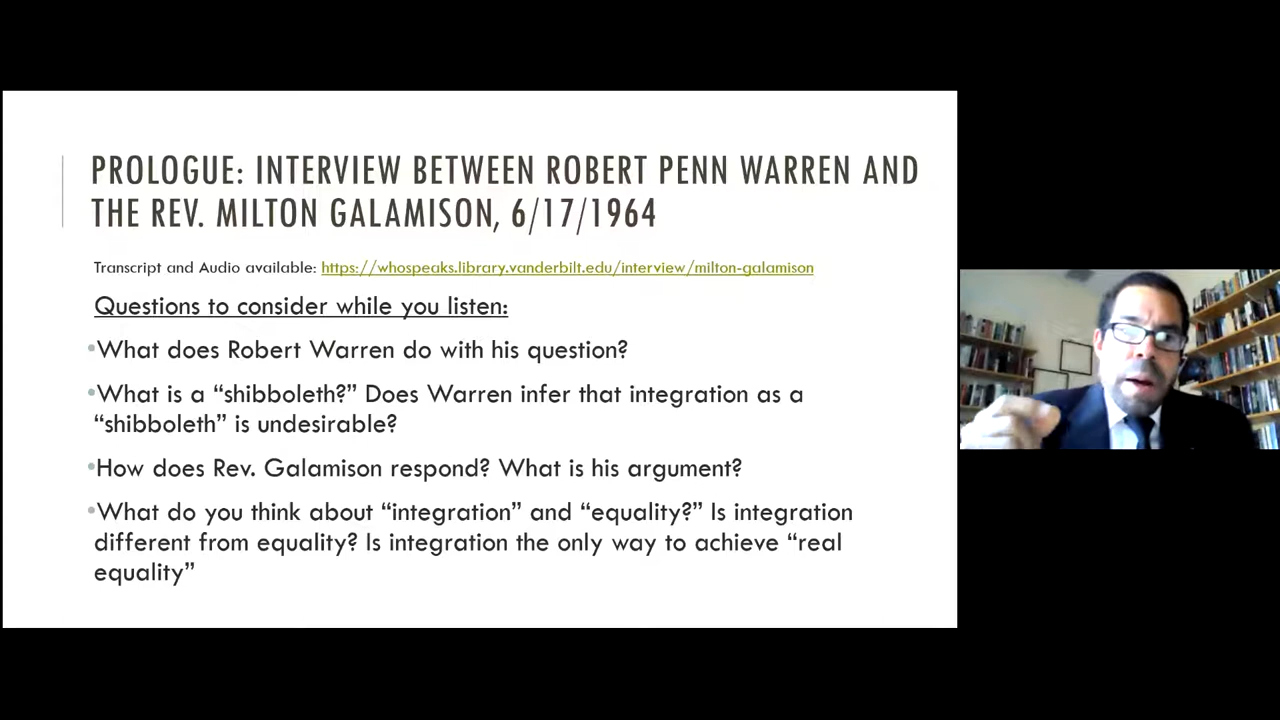 PROLOGUE: INTERVIEW BETWEEN ROBERT PENN WARREN AND
THE REV. MILTON GALAMISON, 6/17/1964
Transcript and Audio available: https://whospeaks.library.vanderbilt.edu/interview/milton-galamison
Questions to consider while you listen:
•What does Robert Warren do with his question?
•What is a “shibboleth?” Does Warren infer that integration as a
“shibboleth” is undesirable?
•How does Rev. Galamison respond? What is his argument?
•What do you think about “integration” and “equality?” Is integration
different from equality? Is integration the only way to achieve “real
equality”